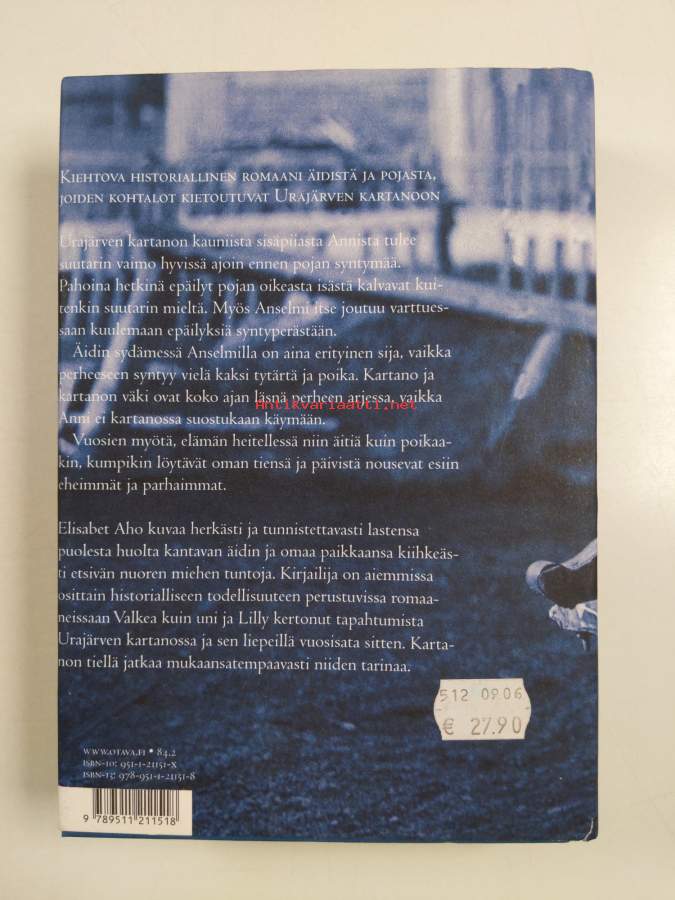 Kiehtova historiallinen romaani äidistä ja pojasta,
joiden kohtalot kietoutuvat Urajärven kartanoon
Urajärven kartanon kauniista sisäpiiasta Annista tulee
suutarin vaimo hyvissä ajoin ennen pojan syntymää.
Pahoina hetkinä epäilyt pojan oikeasta isästä kalvavat kui-
tenkin suutarin mieltä. Myös Anselmi itse joutuu varttues-
saan kuulemaan epäilyksiä syntyperästään.
Äidin sydämessä Anselmilla on aina erityinen sija, vaikka
perheeseen syntyy vielä kaksi tytärtä ja poika. Kartano ja
kartanon väki ovat koko ajan läsnä perheen arjessa, vaikka
Antikvariaatti.net
Anni ei kartanossa suostukaan käymään.
Vuosien myötä, elämän heitellessä niin äitiä kuin poikaa-
kin, kumpikin löytävät oman tiensä ja päivistä nousevat esiin
eheimmät ja parhaimmat.
Elisabet Aho kuvaa herkästi ja tunnistettavasti lastensa
puolesta huolta kantavan äidin ja omaa paikkaansa kiihkeäs-
ti etsivän nuoren miehen tuntoja. Kirjailija on aiemmissa
osittain historialliseen todellisuuteen perustuvissa romaa-
neissaan Valkea kuin uni ja Lilly kertonut tapahtumista
Urajärven kartanossa ja sen liepeillä vuosisata sitten. Karta-
non tiellä jatkaa mukaansatempaavasti niiden tarinaa.
512 09.06
€ 27.90
www.otava.fi • 84.2
ISBN-10: 951-1-21151-X
ISBN-13: 978-951-1-21151-8
9 789511 211518